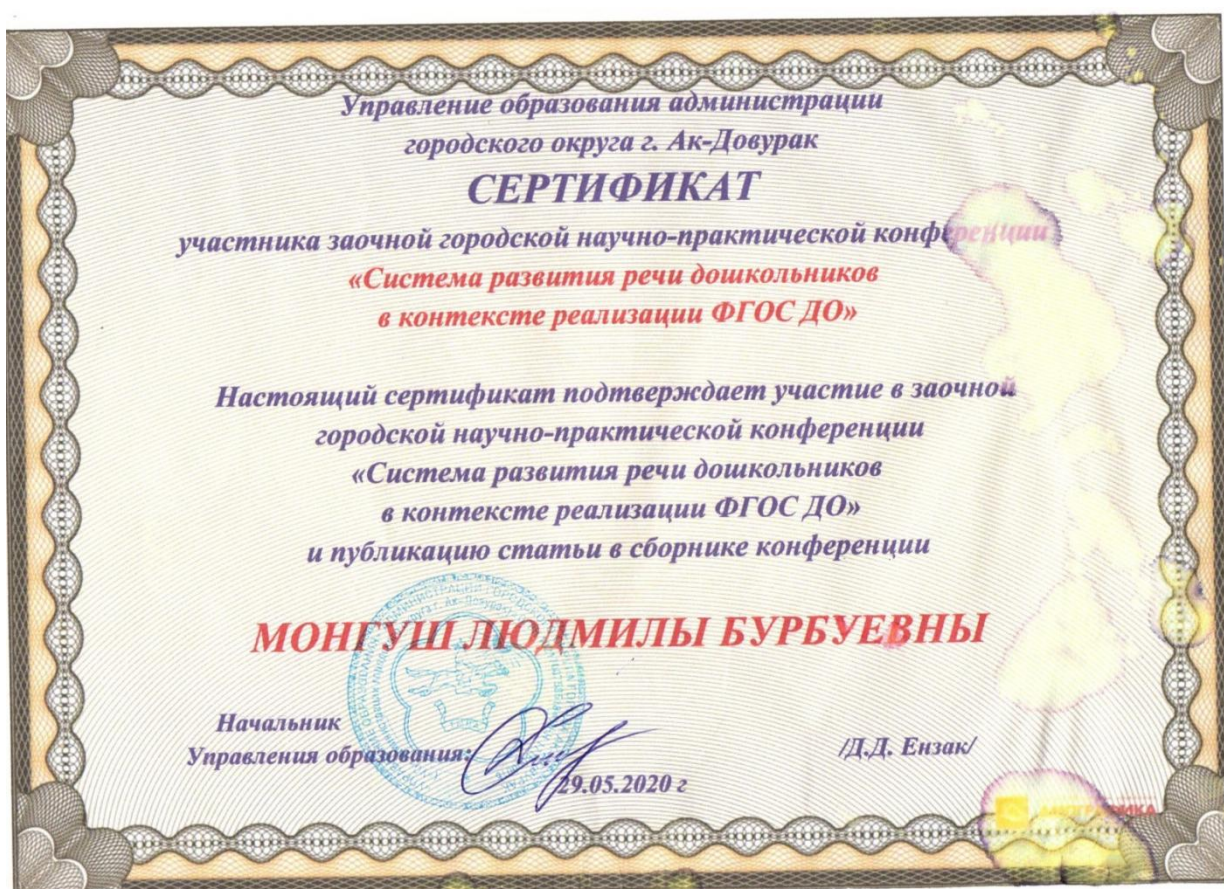 Управление образования администрации
городского округа г. Ак-Довурак
СЕРТИФИКАТ
участника заочной городской научно-практической конференции
«Система развития речи дошкольников
в контексте реализации ФГОС ДО»
Настоящий сертификат подтверждает участие в заочной
городской научно-практической конференции
«Система развития речи дошкольников
в контексте реализации ФГОС ДО»
и публикацию статьи в сборнике конференции
МОНГУШ ЛЮДМИЛЫ БУРБУЕВНЫ
Начальник
Управления образования:
/Д.Д. Ензак/
29.05.2020 г